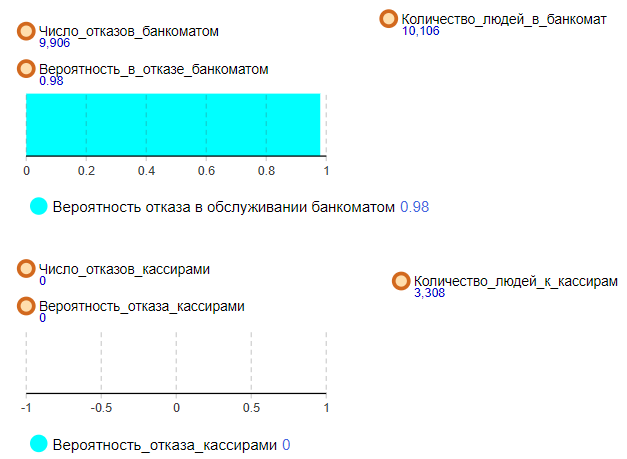 Число_отказов_банкоматом
9,906
Количество_людей_в_банкомат
10,106
Вероятность_в_отказе_банкоматом
0.98
0 0.2 0.4 0.6 0.8 1
Вероятность отказа в обслуживании банкоматом 0.98
Число_отказов_кассирами
0
Количество_людей_к_кассирам
3,308
Вероятность_отказа_кассирами
0
-1 -0.5 0 0.5 1
Вероятность_отказа_кассирами 0